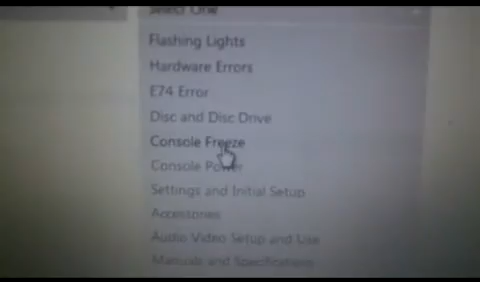 Select One
Flashing Lights
Hardware Errors
E74 Error
Disc and Disc Drive
Console Freeze
Console Power
Settings and Initial Setup
Accessories
Audio Video Setup and Use
Manuals and Specifications